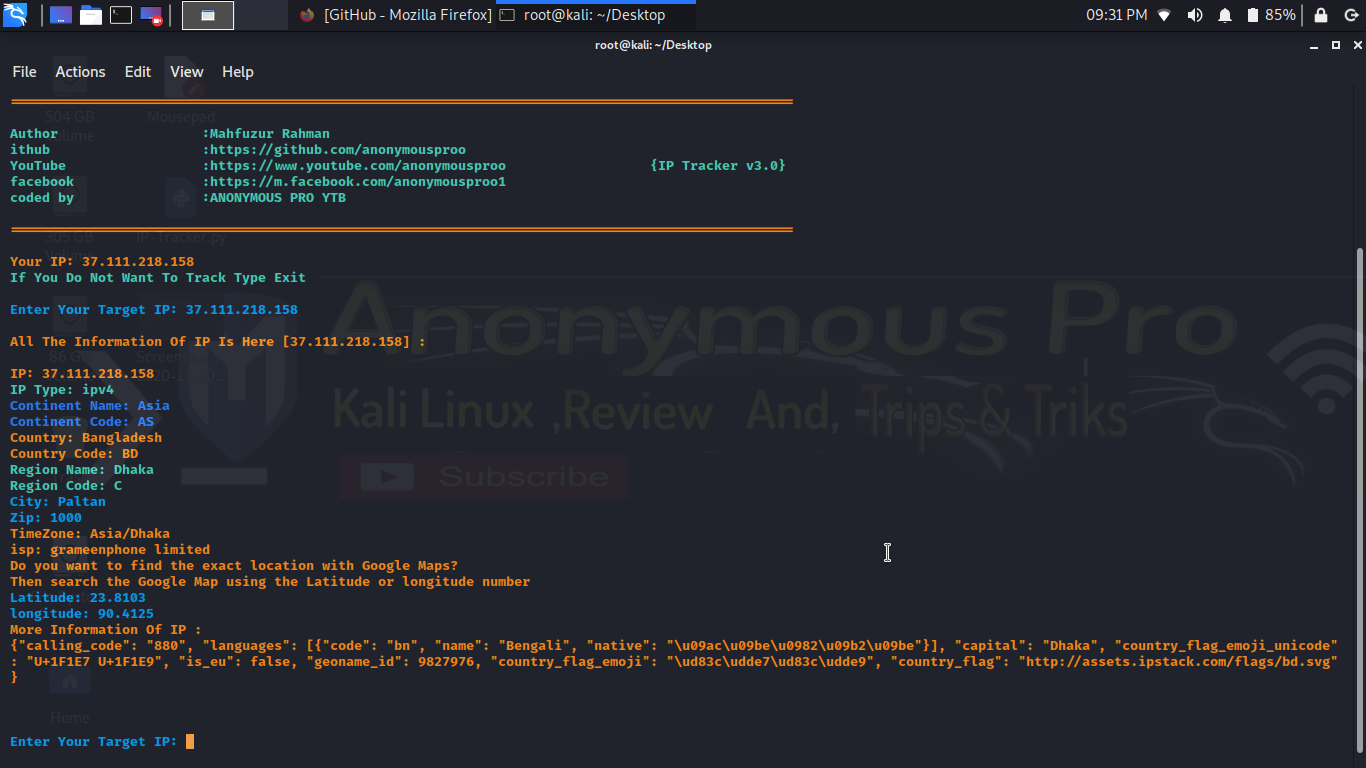 [GitHub - Mozilla Firefox]
root@kali: ~/Desktop
09:31 PM
85%
root@kali: ~/Desktop
File Actions Edit View Help
504 GB
Volume
Mousepad
Author :Mahfuzur Rahman
ithub :https://github.com/anonymousproo
YouTube :https://www.youtube.com/anonymousproo {IP Tracker v3.0}
facebook :https://m.facebook.com/anonymousproo1
coded by :ANONYMOUS PRO YTB
305 GB
IP-Tracker.py
Your IP: 37.111.218.158
If You Do Not Want To Track Type Exit
Enter Your Target IP: 37.111.218.158
Anonymous Pro
All The Information Of IP Is Here [37.111.218.158] :
IP: 37.111.218.158
IP Type: ipv4
Kali Linux ,Review And, Trips & Triks
Continent Name: Asia
Continent Code: AS
Country: Bangladesh
Country Code: BD
Region Name: Dhaka
Subscribe
Region Code: C
City: Paltan
Zip: 1000
TimeZone: Asia/Dhaka
isp: grameenphone limited
Do you want to find the exact location with Google Maps?
Then search the Google Map using the Latitude or longitude number
Latitude: 23.8103
longitude: 90.4125
More Information Of IP :
{"calling_code": "880", "languages": [{"code": "bn", "name": "Bengali", "native": "\u09ac\u09be\u0982\u09b2\u09be"}], "capital": "Dhaka", "country_flag_emoji_unicode"
: "U+1F1E7 U+1F1E9", "is_eu": false, "geoname_id": 9827976, "country_flag_emoji": "\ud83c\udde7\ud83c\udde9", "country_flag": "http://assets.ipstack.com/flags/bd.svg"
}
Home
Enter Your Target IP: